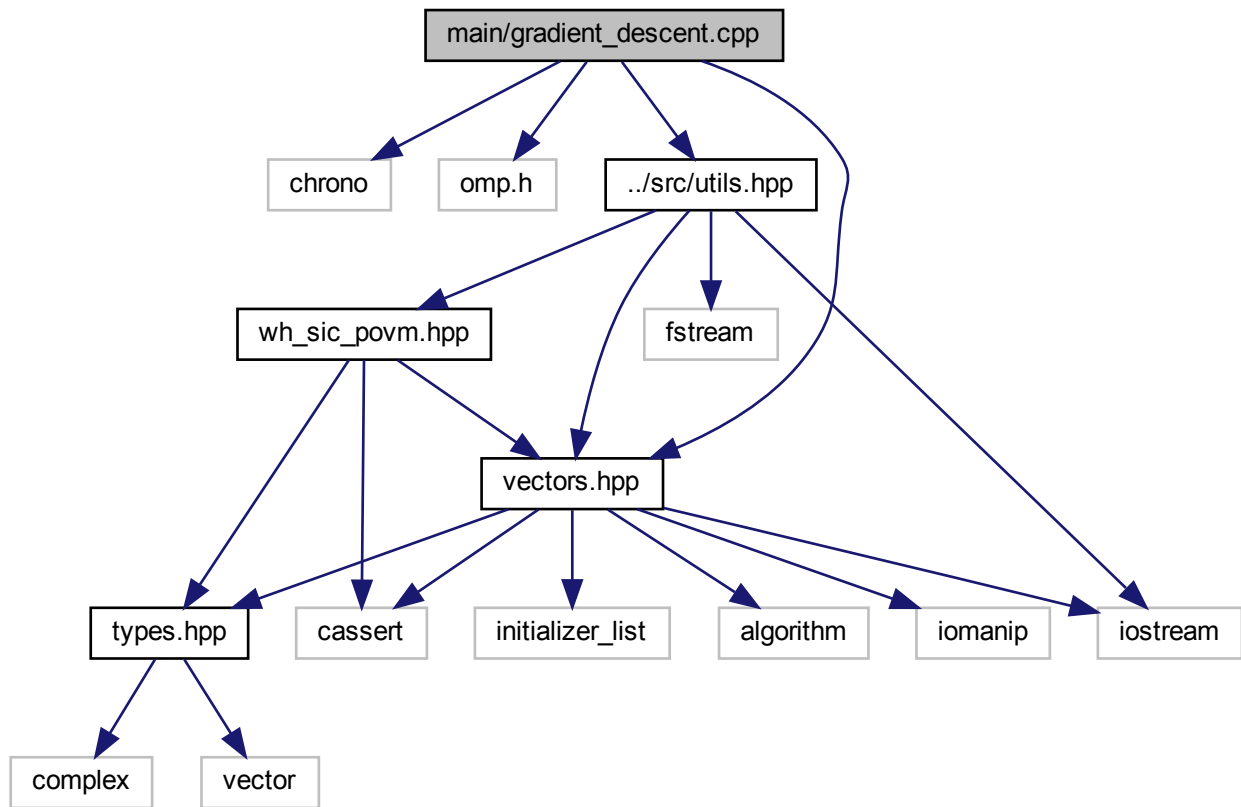 main/gradient_descent.cpp
chrono
omp.h
../src/utils.hpp
wh_sic_povm.hpp
fstream
vectors.hpp
types.hpp
cassert
initializer_list
algorithm
iomanip
iostream
complex
vector